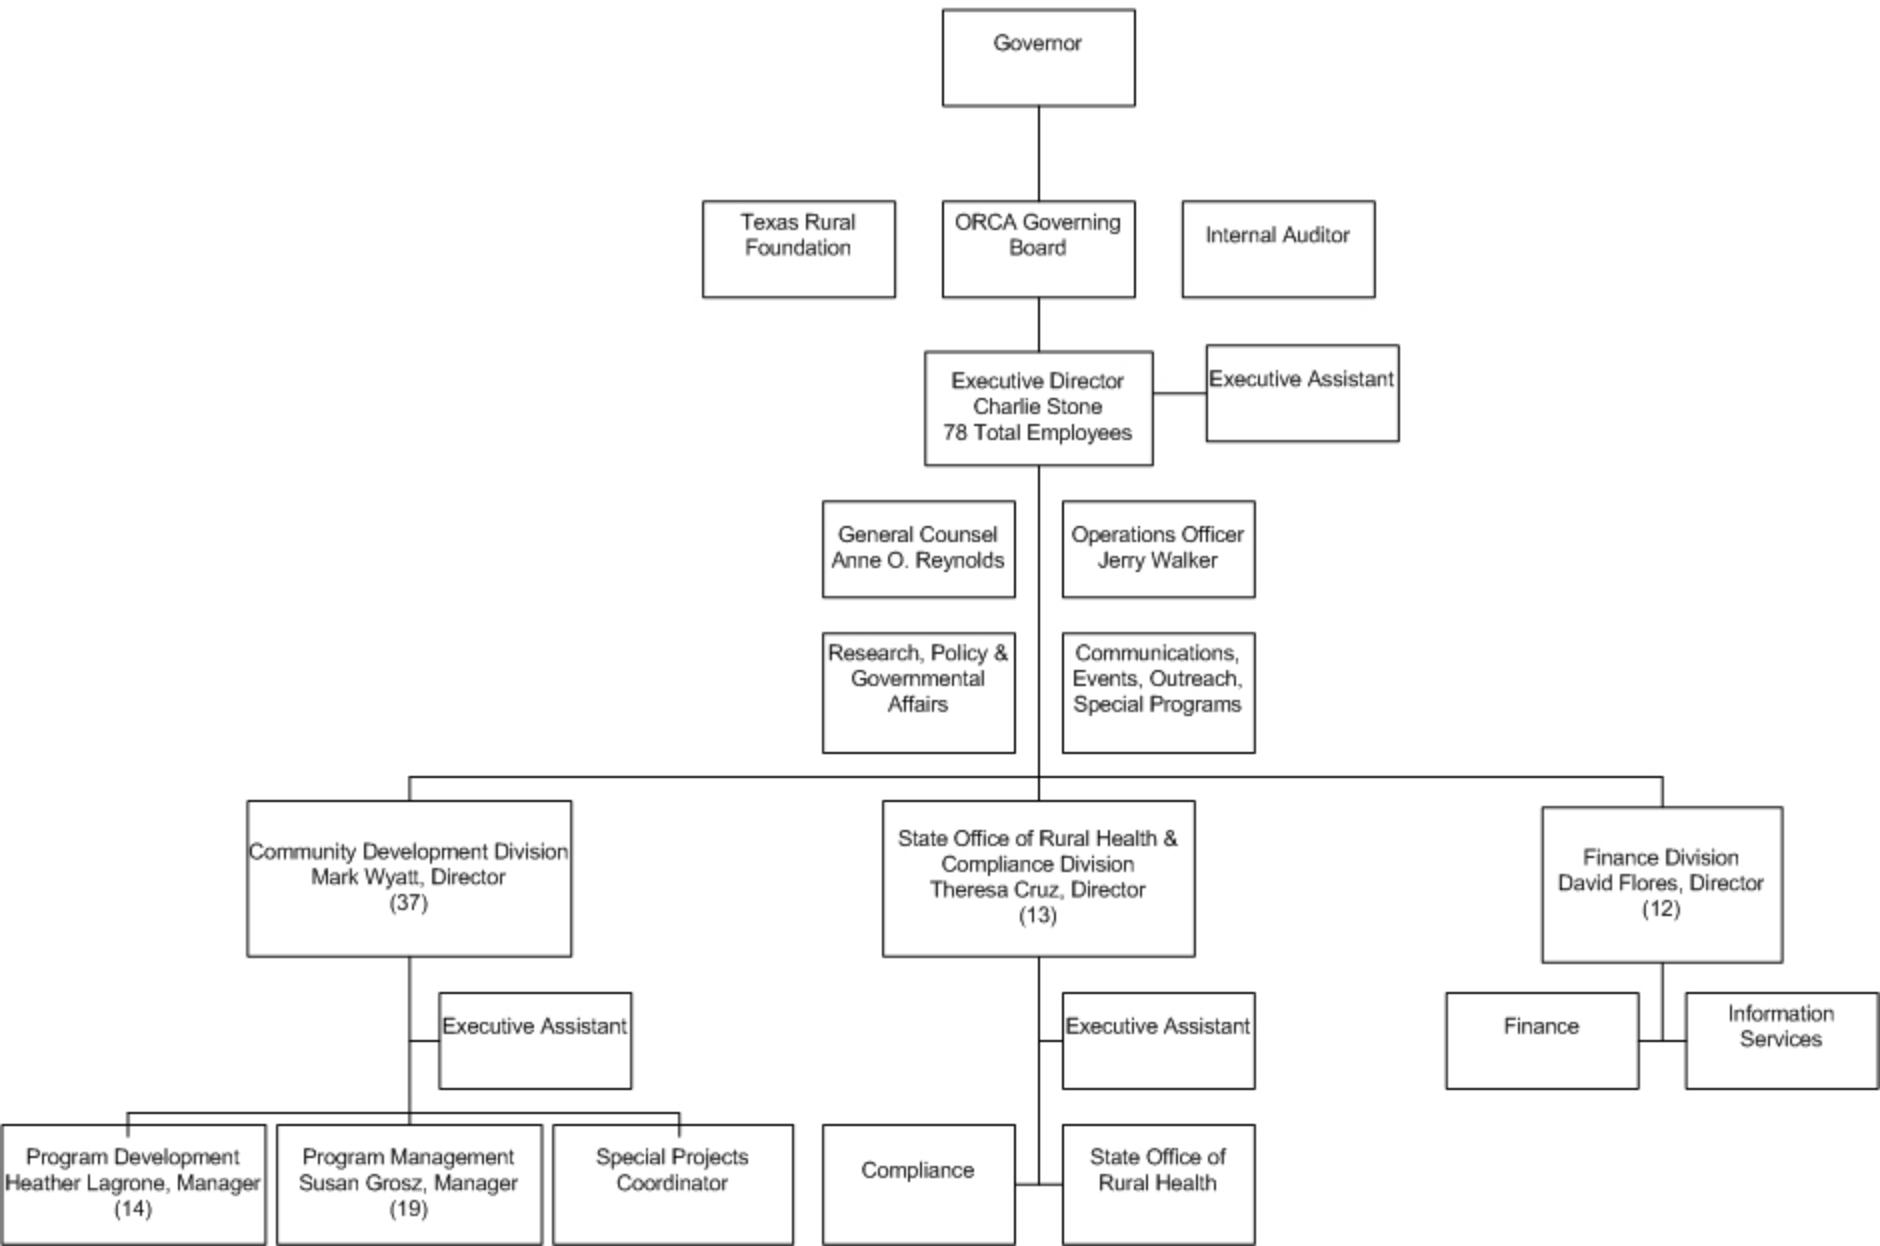 Governor
Texas Rural
Foundation
ORCA Governing
Board
Internal Auditor
Executive Director
Charlie Stone
78 Total Employees
Executive Assistant
General Counsel
Anne O. Reynolds
Operations Officer
Jerry Walker
Research, Policy &
Governmental
Affairs
Communications,
Events, Outreach,
Special Programs
Community Development Division
Mark Wyatt, Director
(37)
State Office of Rural Health &
Compliance Division
Theresa Cruz, Director
(13)
Finance Division
David Flores, Director
(12)
Executive Assistant
Executive Assistant
Finance
Information
Services
Program Development
Heather Lagrone, Manager
(14)
Program Management
Susan Grosz, Manager
(19)
Special Projects
Coordinator
Compliance
State Office of
Rural Health